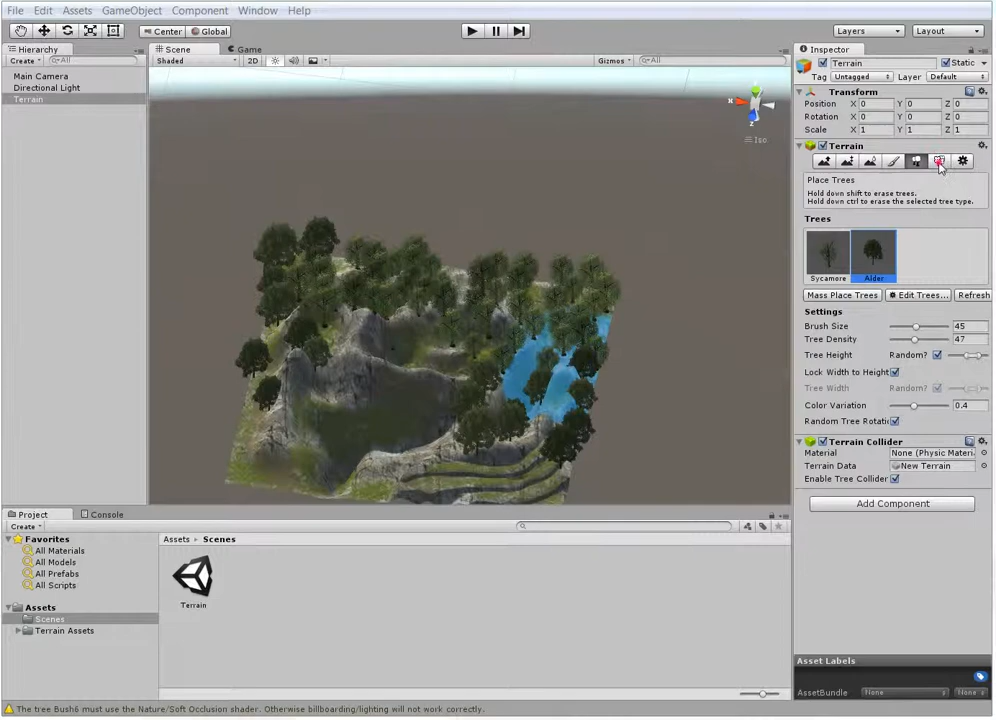 File Edit Assets GameObject Component Window Help
Center Global
Layers Layout
Hierarchy
Create All
Main Camera
Directional Light
Terrain
Scene Game
Shaded 2D Gizmos All
x
z
Iso
Inspector
Terrain Static
Tag Untagged Layer Default
Transform
Position X 0 Y 0 Z 0
Rotation X 0 Y 0 Z 0
Scale X 1 Y 1 Z 1
Terrain
Place Trees
Hold down shift to erase trees.
Hold down ctrl to erase the selected tree type.
Trees
Sycamore Alder
Mass Place Trees Edit Trees... Refresh
Settings
Brush Size 45
Tree Density 47
Tree Height Random?
Lock Width to Height
Tree Width Random?
Color Variation 0.4
Random Tree Rotati
Terrain Collider
Material None (Physic Materi
Terrain Data New Terrain
Enable Tree Collider
Add Component
Project Console
Create
Favorites
All Materials
All Models
All Prefabs
All Scripts
Assets
Scenes
Terrain Assets
Assets Scenes
Terrain
Asset Labels
AssetBundle None None
The tree Bush6 must use the Nature/Soft Occlusion shader. Otherwise billboarding/lighting will not work correctly.